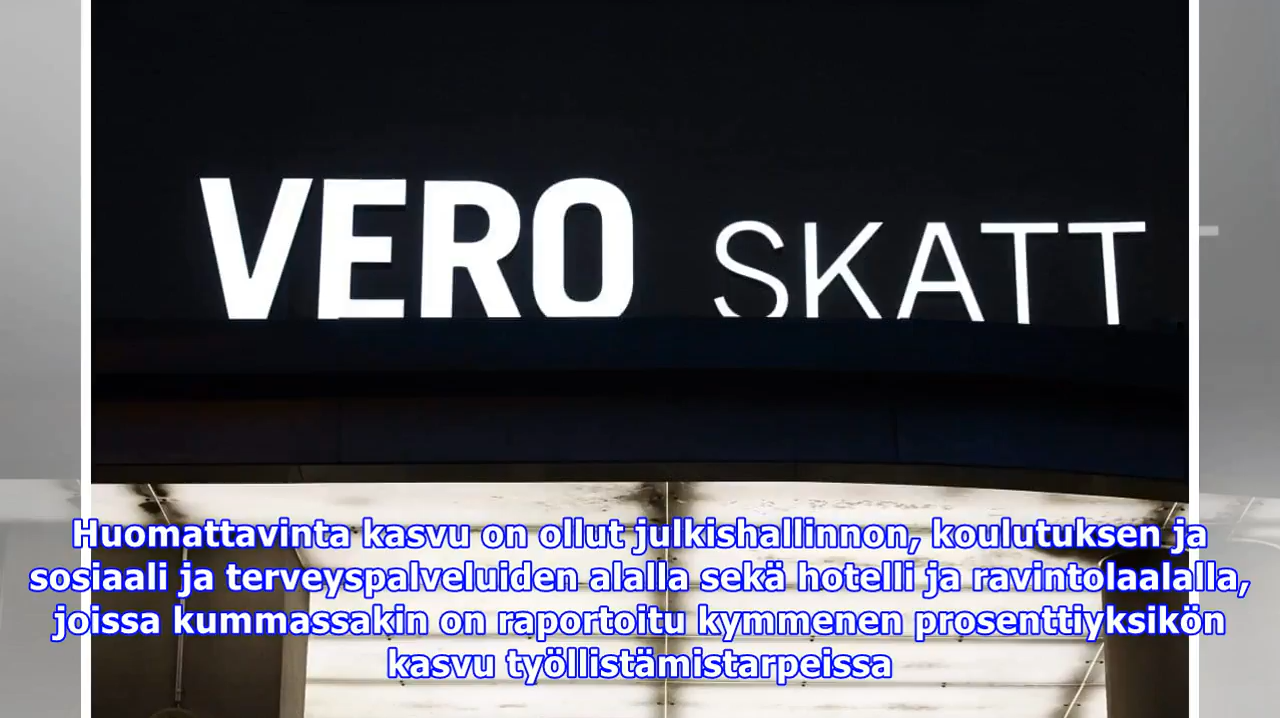 VERO SKATT
Huomattavinta kasvu on ollut julkishallinnon, koulutuksen ja
sosiaali ja terveyspalveluiden alalla sekä hotelli ja ravintolaalalla,
joissa kummassakin on raportoitu kymmenen prosenttiyksikön
kasvu työllistämistarpeissa